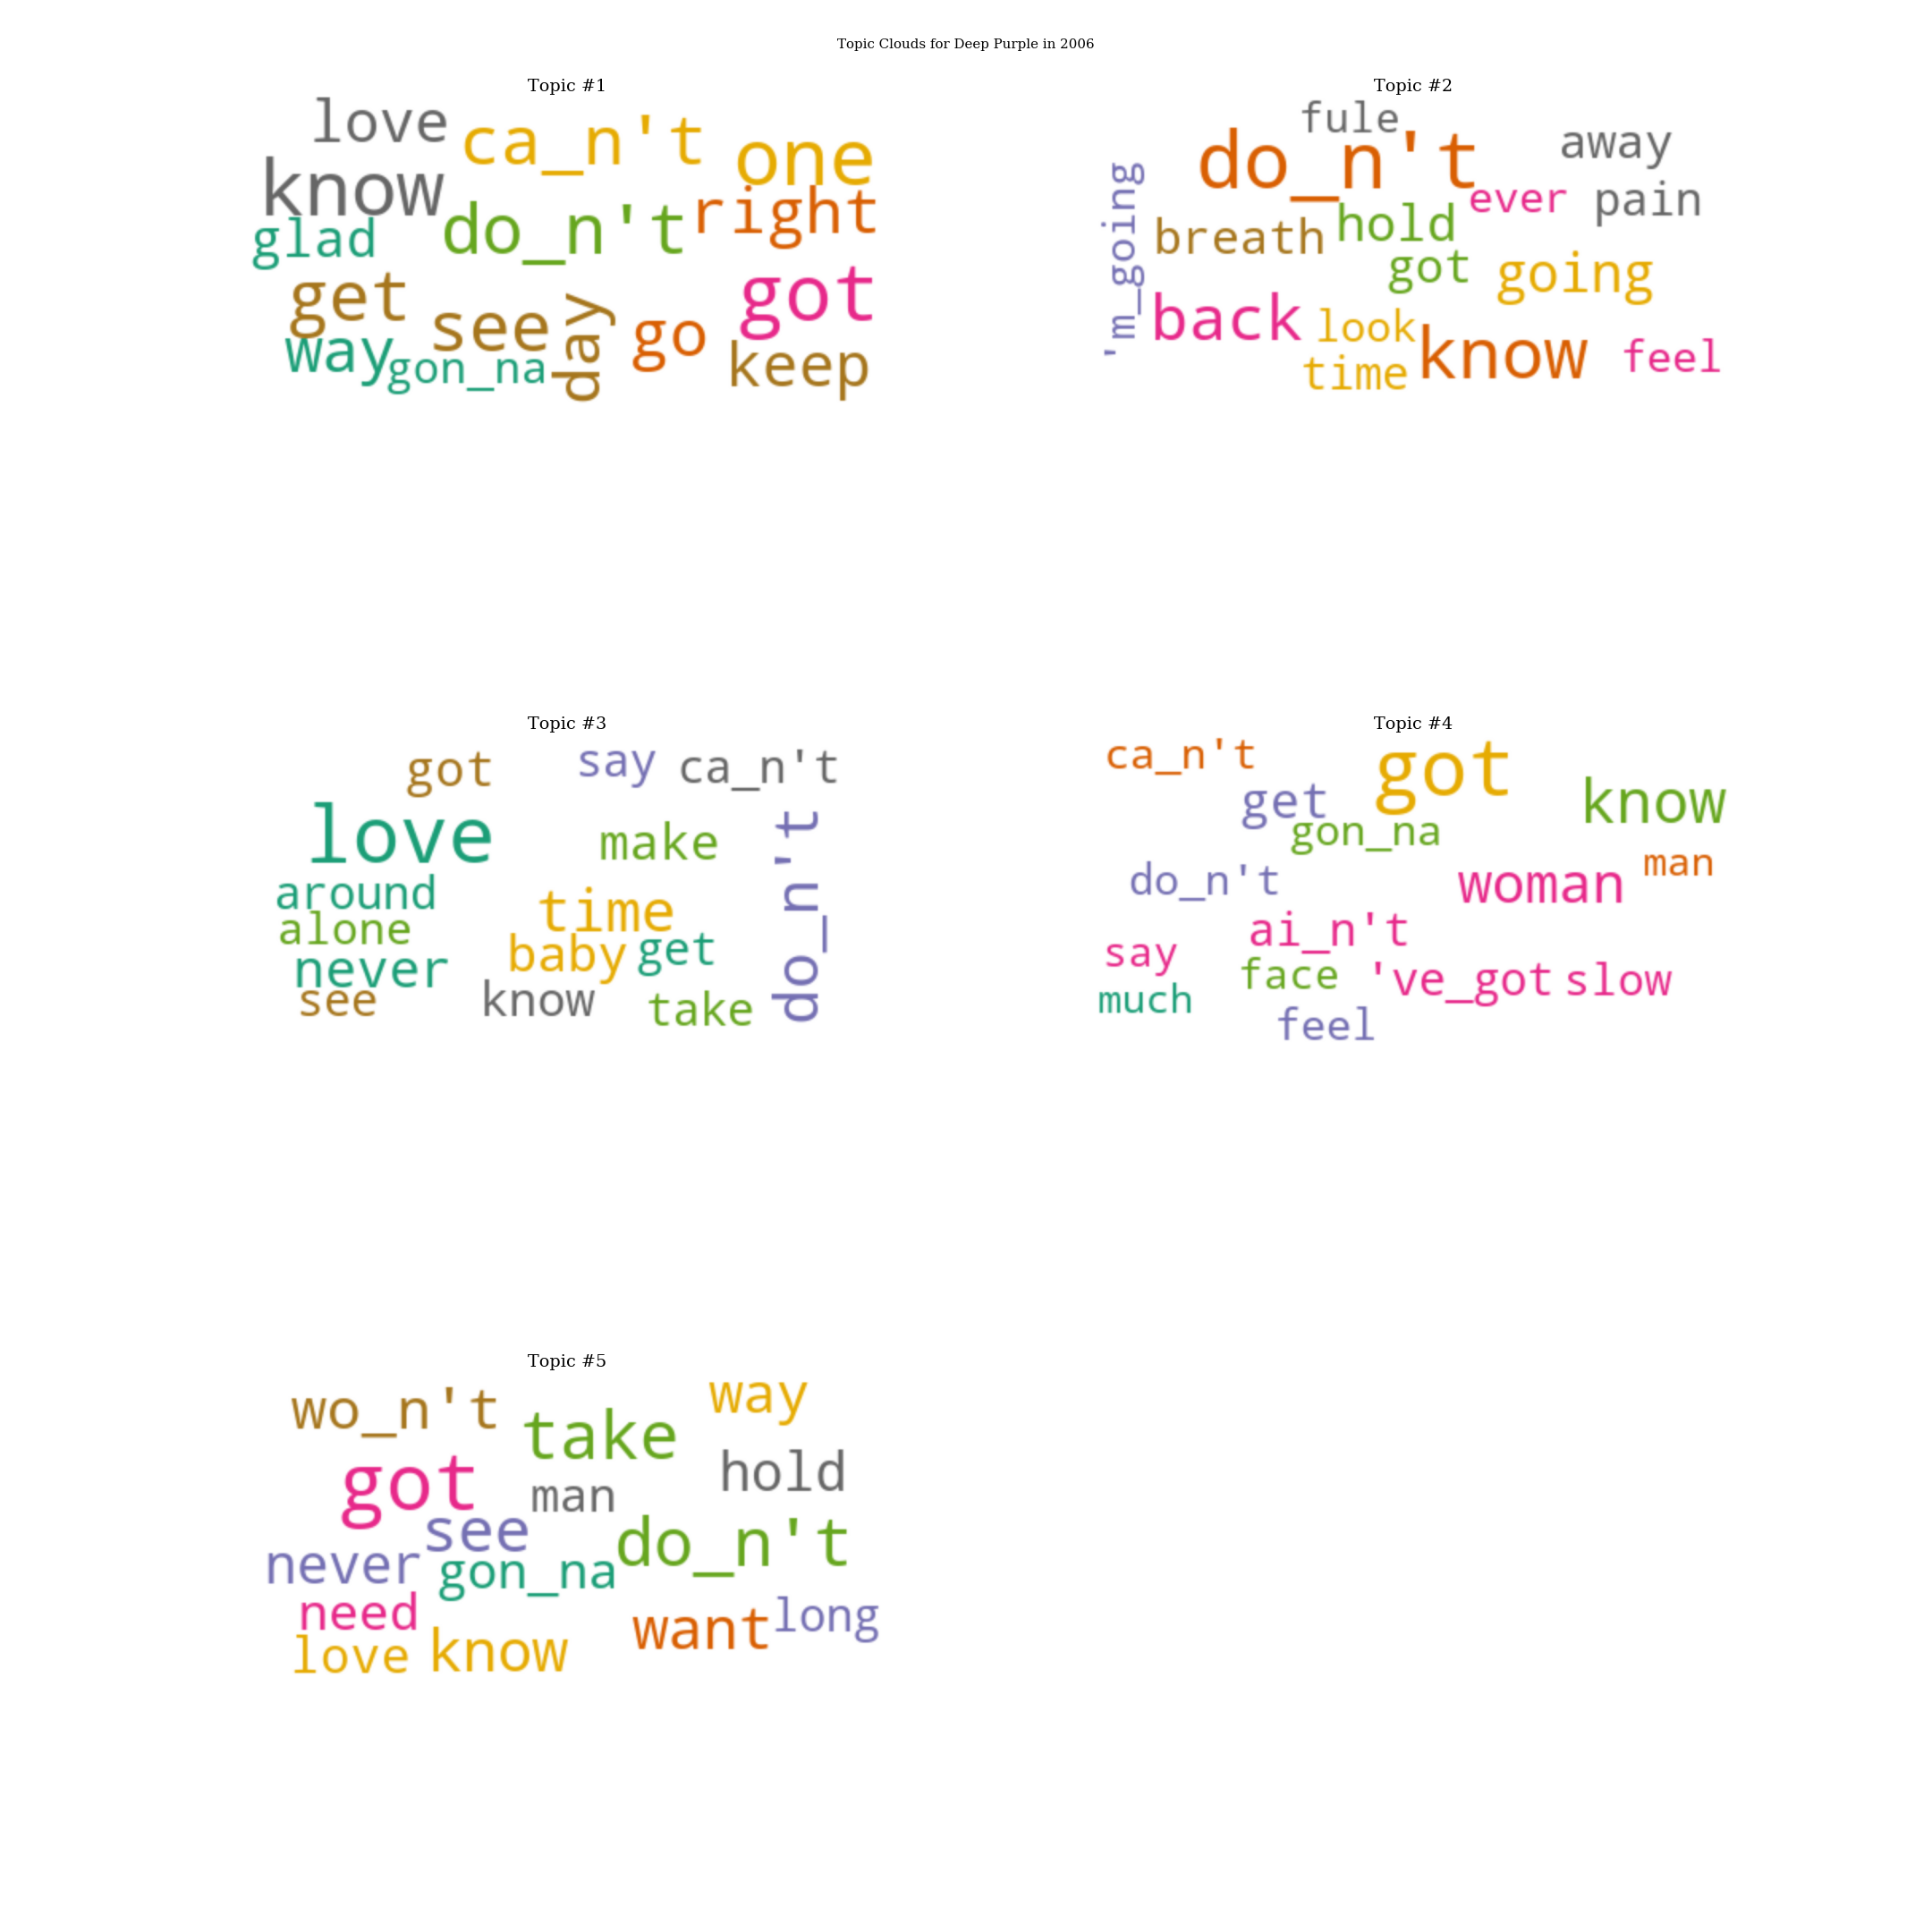 Topic Clouds for Deep Purple in 2006
Topic #1
love ca_n't one
know do_n't right
glad
get see day go got
way gon_na keep
Topic #2
fule
do_n't away
'm_going breath hold ever pain
got going
back look know feel
time
Topic #3
got say ca_n't
love make do_n't
around time
alone baby get
never
see know take
Topic #4
ca_n't got know
get
gon_na
do_n't woman man
ai_n't
say face 've_got slow
much
feel
Topic #5
wo_n't take way
got man hold
see do_n't
never gon_na
need want long
love know